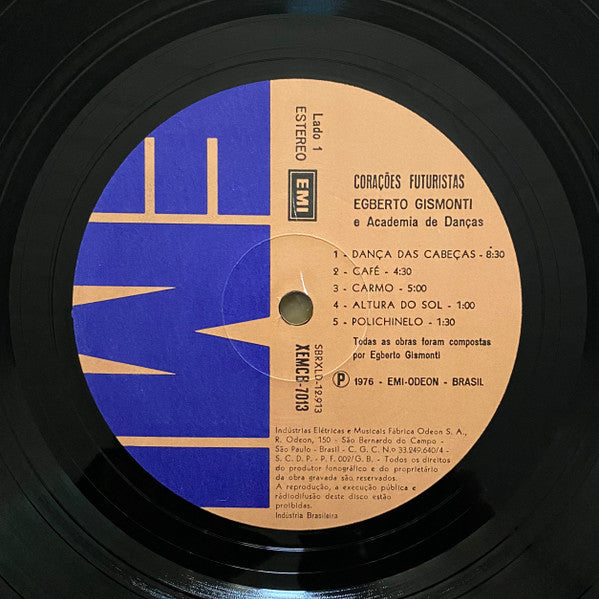 EMI
Lado 1
ESTEREO
EMI
CORAÇÕES FUTURISTAS
EGBERTO GISMONTI
e Academia de Danças
1 - DANÇA DAS CABEÇAS - 8:30
2 - CAFÉ - 4:30
3 - CARMO - 5:00
4 - ALTURA DO SOL - 1:00
5 - POLICHINELO - 1:30
Todas as obras foram compostas
por Egberto Gismonti
SBRXLD-12.913
XEMCB-7013
Ⓟ 1976 - EMI-ODEON - BRASIL
Indústrias Elétricas e Musicais Fábrica Odeon S. A.,
R. Odeon, 150 - São Bernardo do Campo -
São Paulo - Brasil - C. G. C. N.º 33.249.640/4 -
S. C. D. P. - P. F. 002/G. B. - Todos os direitos
do produtor fonográfico e do proprietário
da obra gravada são reservados.
A reprodução, a execução pública e
rádiodifusão deste disco estão
proibidas.
Indústria Brasileira